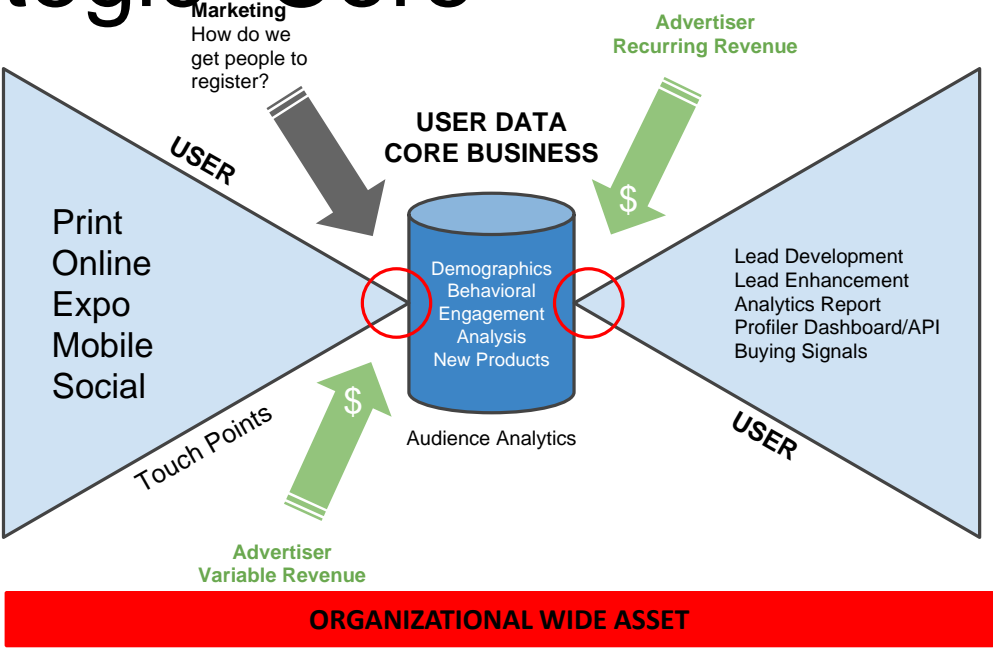 Core
Marketing
How do we
get people to
register?
Advertiser
Recurring Revenue
USER DATA
CORE BUSINESS
USER
$
Print
Online
Expo
Mobile
Social
Demographics
Behavioral
Engagement
Analysis
New Products
Lead Development
Lead Enhancement
Analytics Report
Profiler Dashboard/API
Buying Signals
$
Touch Points
Audience Analytics
USER
Advertiser
Variable Revenue
ORGANIZATIONAL WIDE ASSET